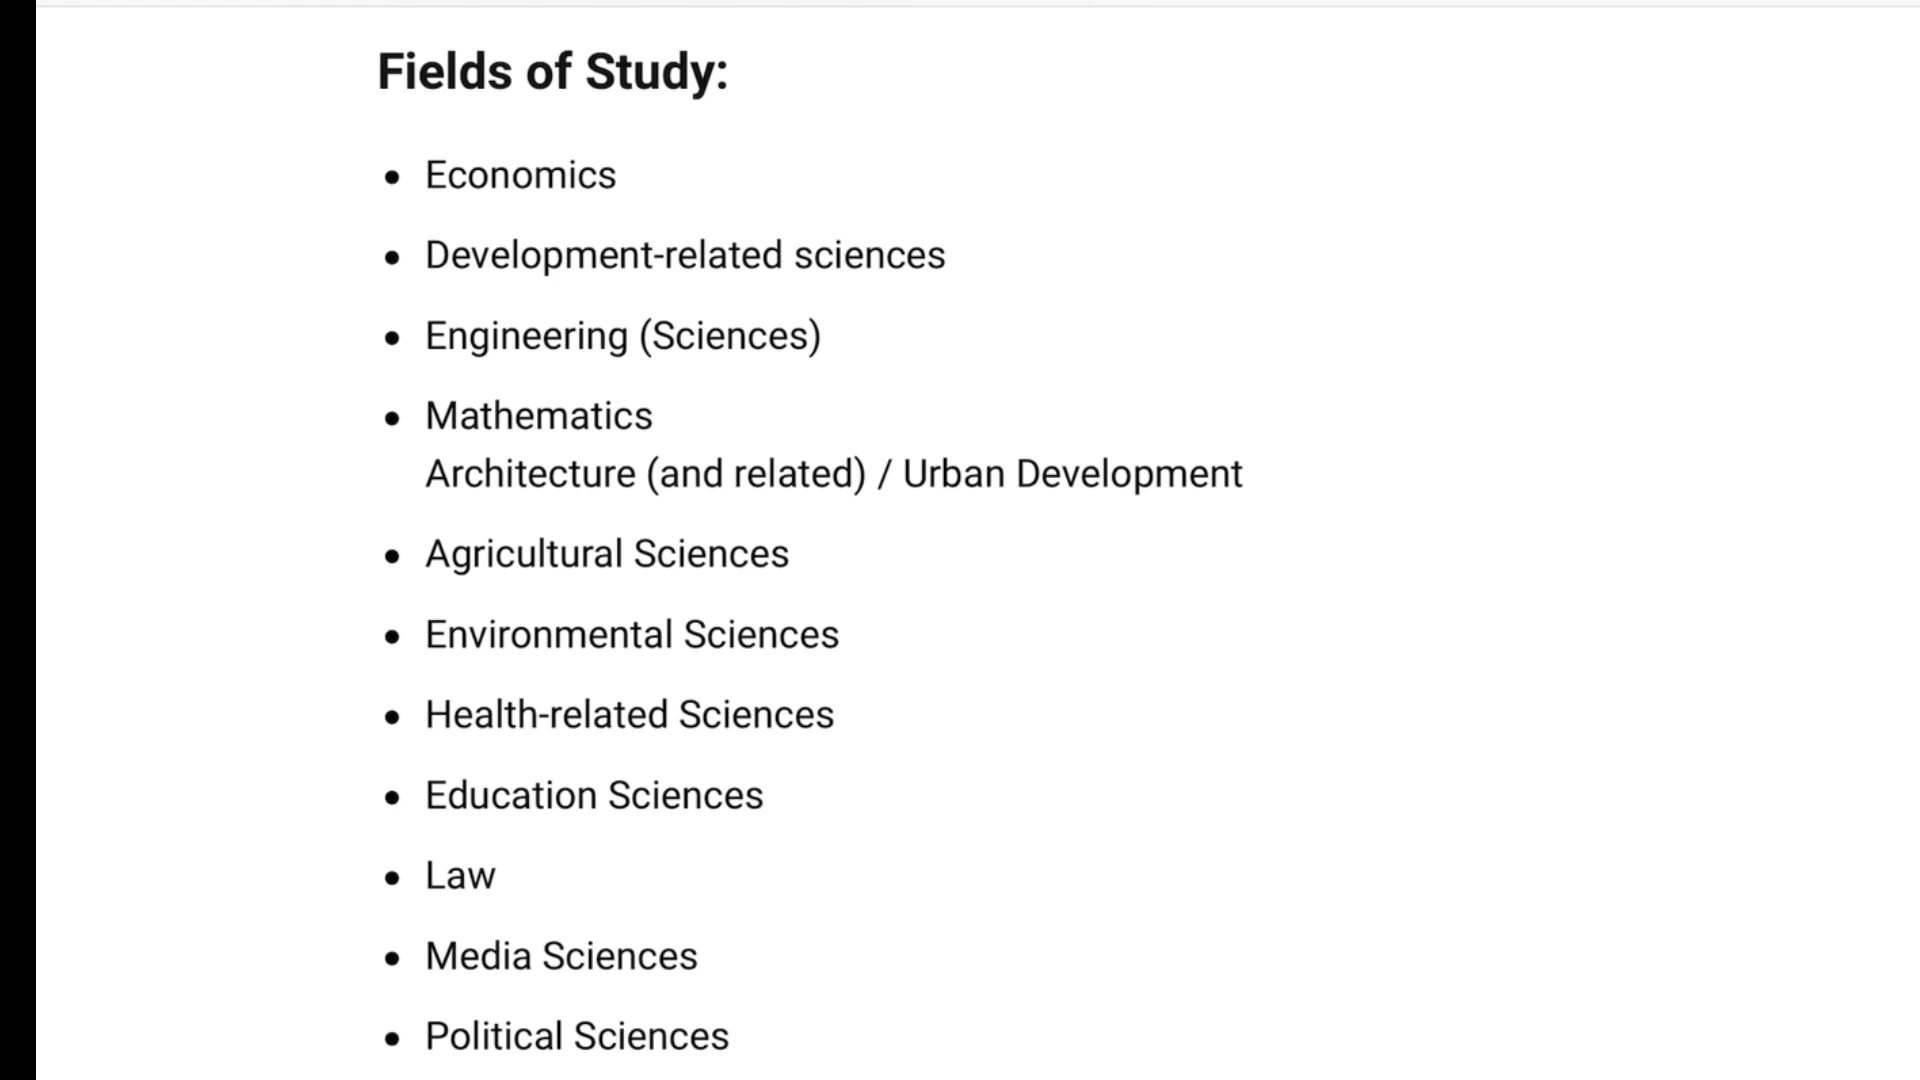 Fields of Study:
• Economics
• Development-related sciences
• Engineering (Sciences)
• Mathematics
Architecture (and related) / Urban Development
• Agricultural Sciences
• Environmental Sciences
• Health-related Sciences
• Education Sciences
• Law
• Media Sciences
• Political Sciences